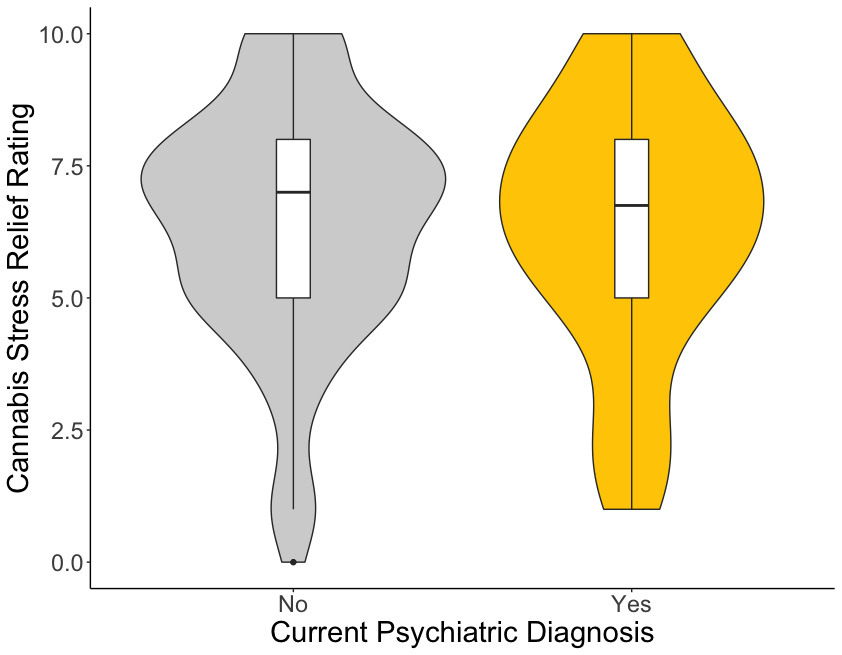 Cannabis Stress Relief Rating
10.0
7.5
5.0
2.5
0.0
No
Yes
Current Psychiatric Diagnosis